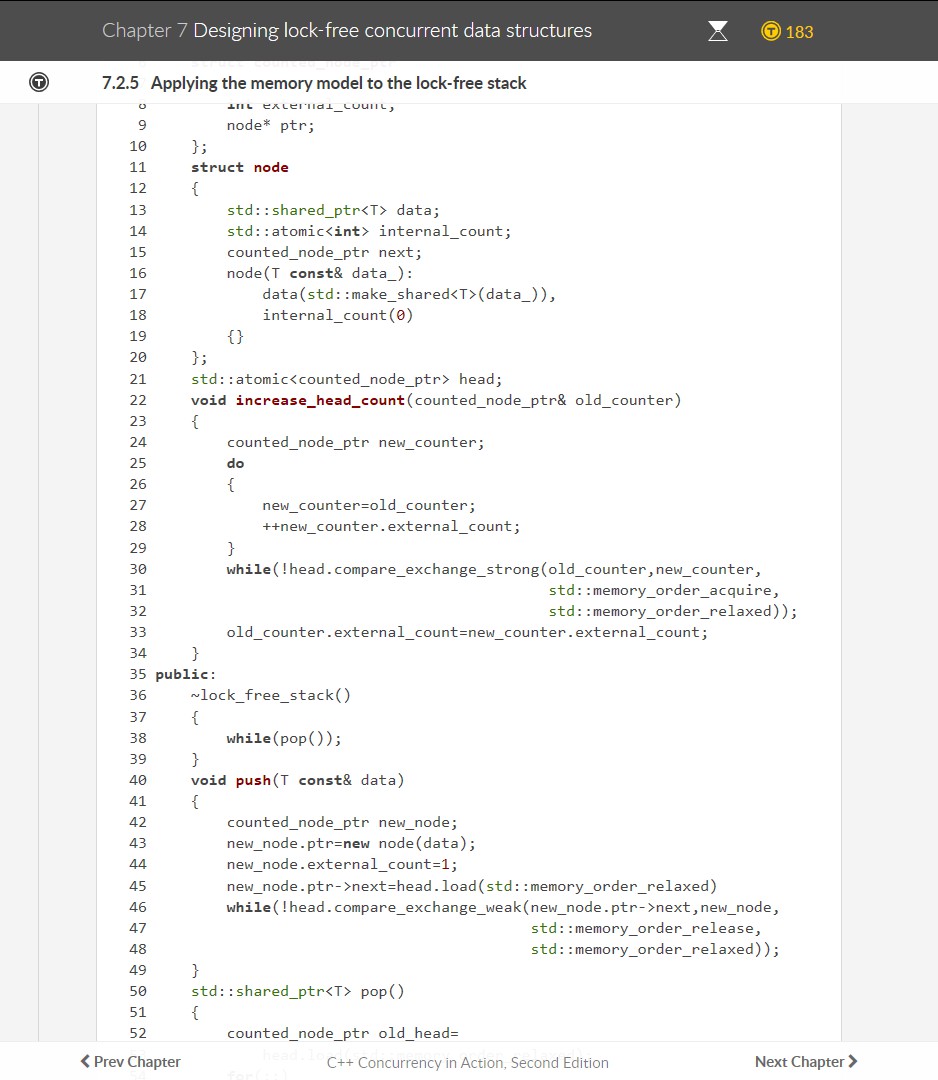 Chapter 7 Designing lock-free concurrent data structures
183
7.2.5 Applying the memory model to the lock-free stack
8 int external_count;
9 node* ptr;
10 };
11 struct node
12 {
13 std::shared_ptr<T> data;
14 std::atomic<int> internal_count;
15 counted_node_ptr next;
16 node(T const& data_):
17 data(std::make_shared<T>(data_)),
18 internal_count(0)
19 {}
20 };
21 std::atomic<counted_node_ptr> head;
22 void increase_head_count(counted_node_ptr& old_counter)
23 {
24 counted_node_ptr new_counter;
25 do
26 {
27 new_counter=old_counter;
28 ++new_counter.external_count;
29 }
30 while(!head.compare_exchange_strong(old_counter,new_counter,
31 std::memory_order_acquire,
32 std::memory_order_relaxed));
33 old_counter.external_count=new_counter.external_count;
34 }
35 public:
36 ~lock_free_stack()
37 {
38 while(pop());
39 }
40 void push(T const& data)
41 {
42 counted_node_ptr new_node;
43 new_node.ptr=new node(data);
44 new_node.external_count=1;
45 new_node.ptr->next=head.load(std::memory_order_relaxed)
46 while(!head.compare_exchange_weak(new_node.ptr->next,new_node,
47 std::memory_order_release,
48 std::memory_order_relaxed));
49 }
50 std::shared_ptr<T> pop()
51 {
52 counted_node_ptr old_head=
54 for(;;)
Prev Chapter
C++ Concurrency in Action, Second Edition
Next Chapter